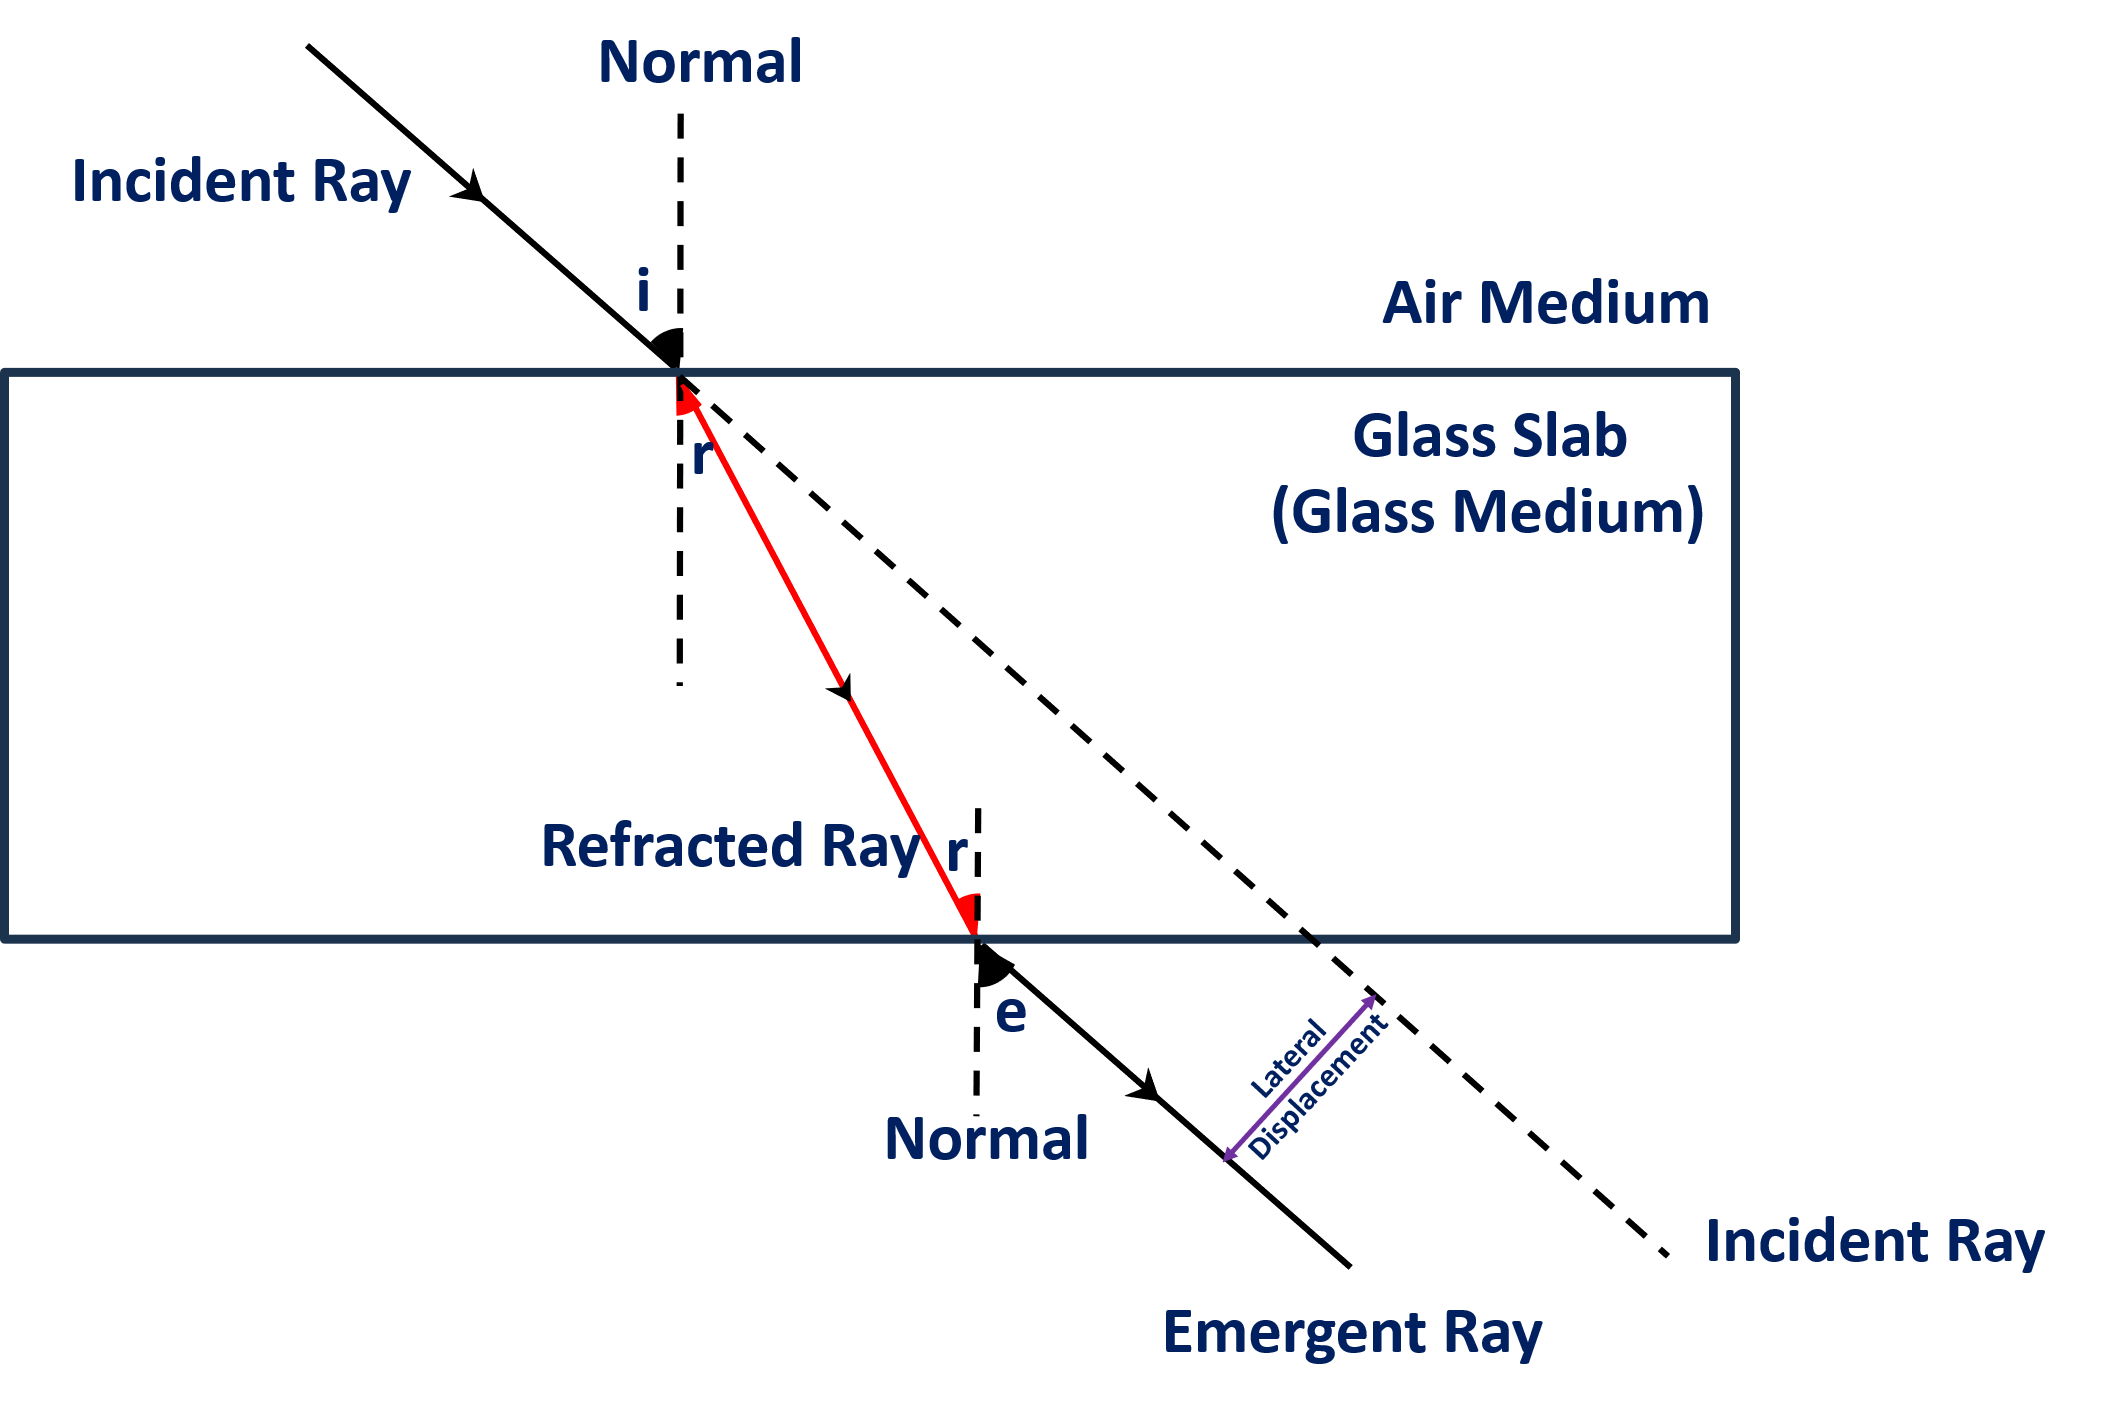 Normal
Incident Ray
i
Air Medium
Glass Slab
(Glass Medium)
r
Refracted Ray
r
e
Lateral
Displacement
Normal
Incident Ray
Emergent Ray